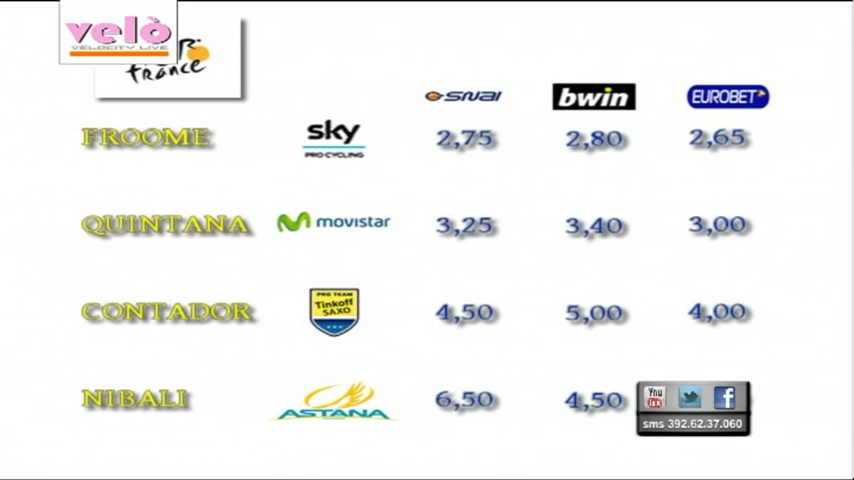 velò
VELOCITY LIVE
france
SNAI bwin EUROBET
FROOME sky PRO CYCLING 2,75 2,80 2,65
QUINTANA movistar 3,25 3,40 3,00
CONTADOR PRO TEAM Tinkoff SAXO 4,50 5,00 4,00
NIBALI ASTANA 6,50 4,50
You
sms 392.62.37.060